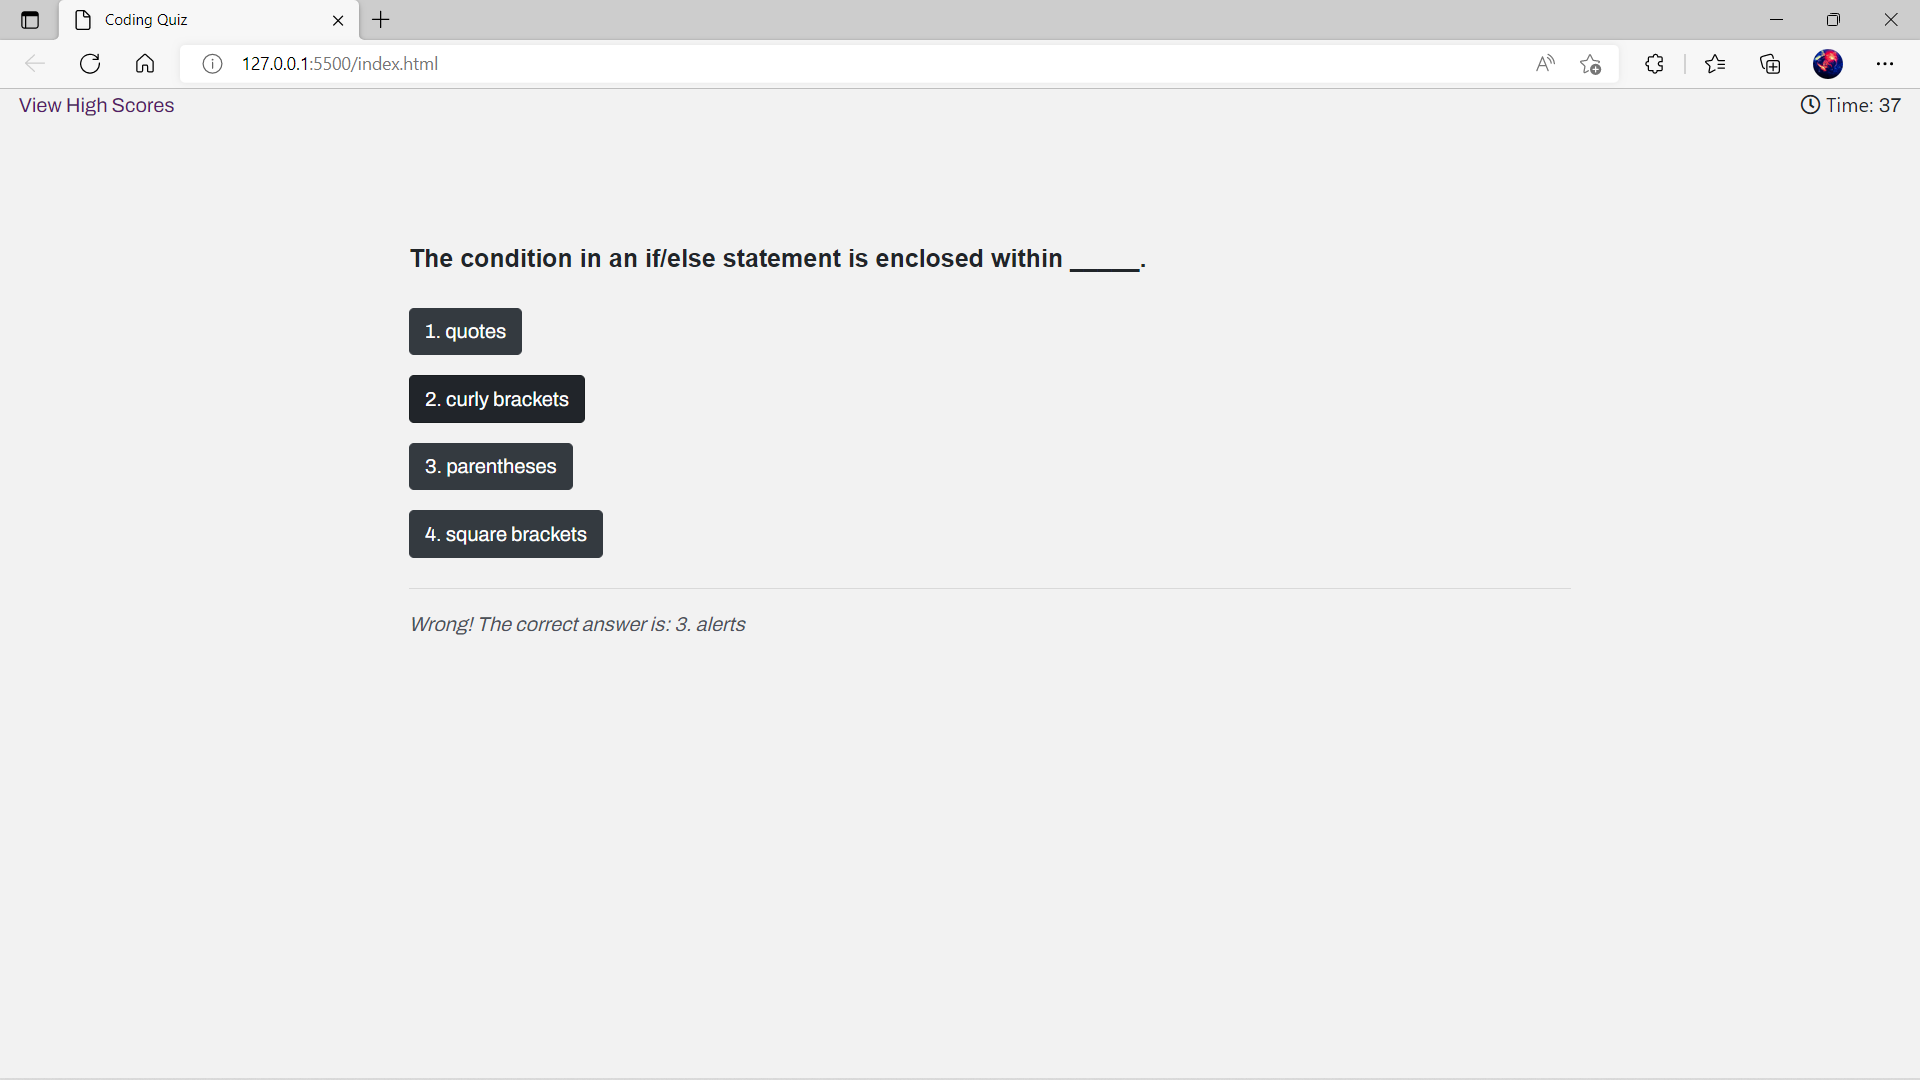 Coding Quiz
127.0.0.1:5500/index.html
View High Scores
Time: 37
The condition in an if/else statement is enclosed within _____.
1. quotes
2. curly brackets
3. parentheses
4. square brackets
Wrong! The correct answer is: 3. alerts